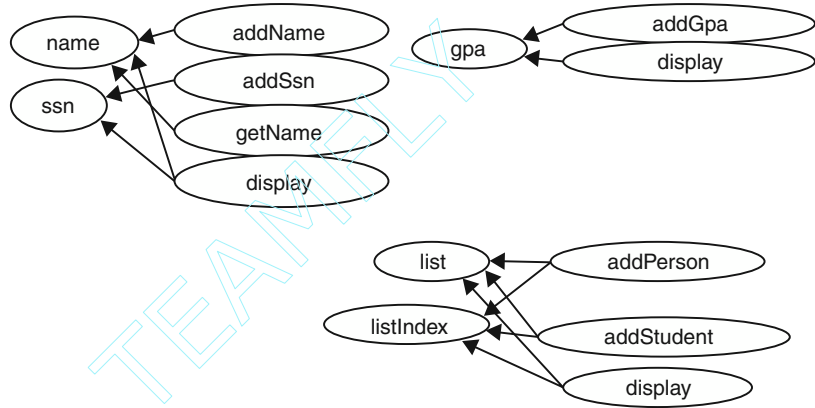 name
ssn
addName
addSsn
getName
display
gpa
addGpa
display
list
listIndex
addPerson
addStudent
display
TEAMFLY